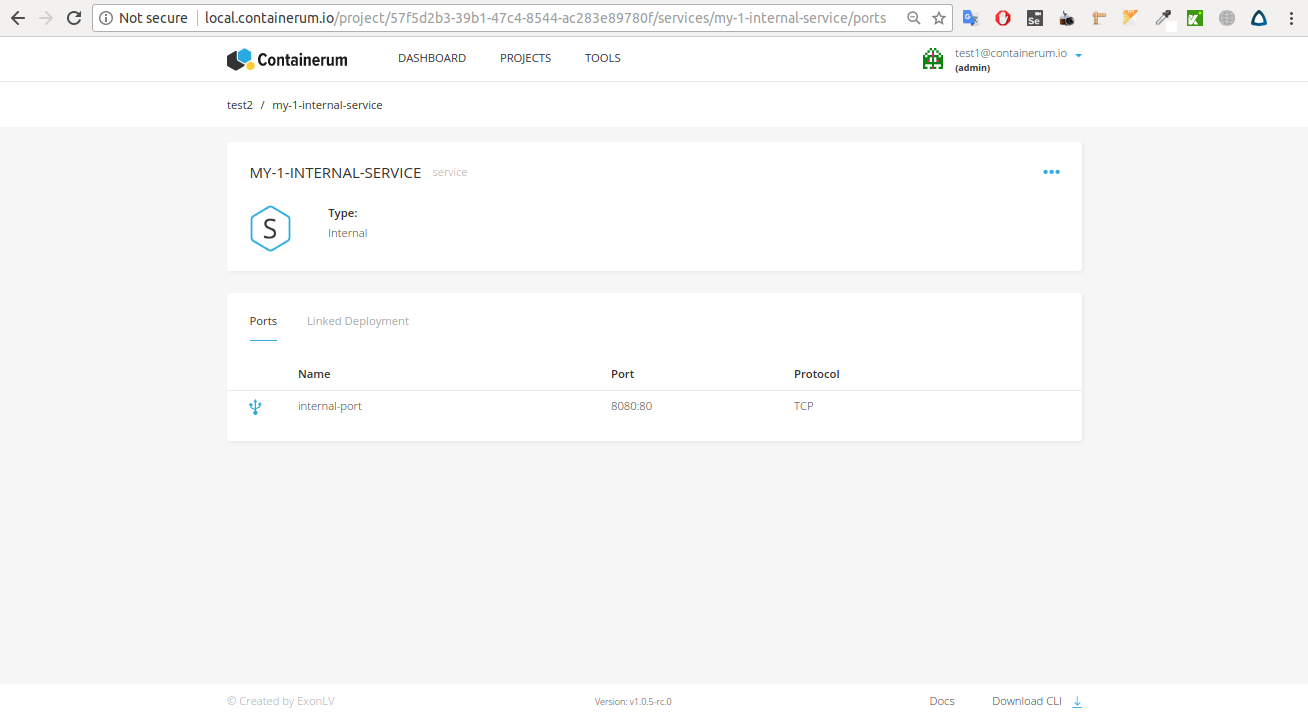 Not secure local.containerum.io/project/57f5d2b3-39b1-47c4-8544-ac283e89780f/services/my-1-internal-service/ports
Se
K
Containerum DASHBOARD PROJECTS TOOLS test1@containerum.io
(admin)
test2 / my-1-internal-service
MY-1-INTERNAL-SERVICE service
S
Type:
Internal
Ports Linked Deployment
Name Port Protocol
internal-port 8080:80 TCP
© Created by ExonLV Version: v1.0.5-rc.0 Docs Download CLI